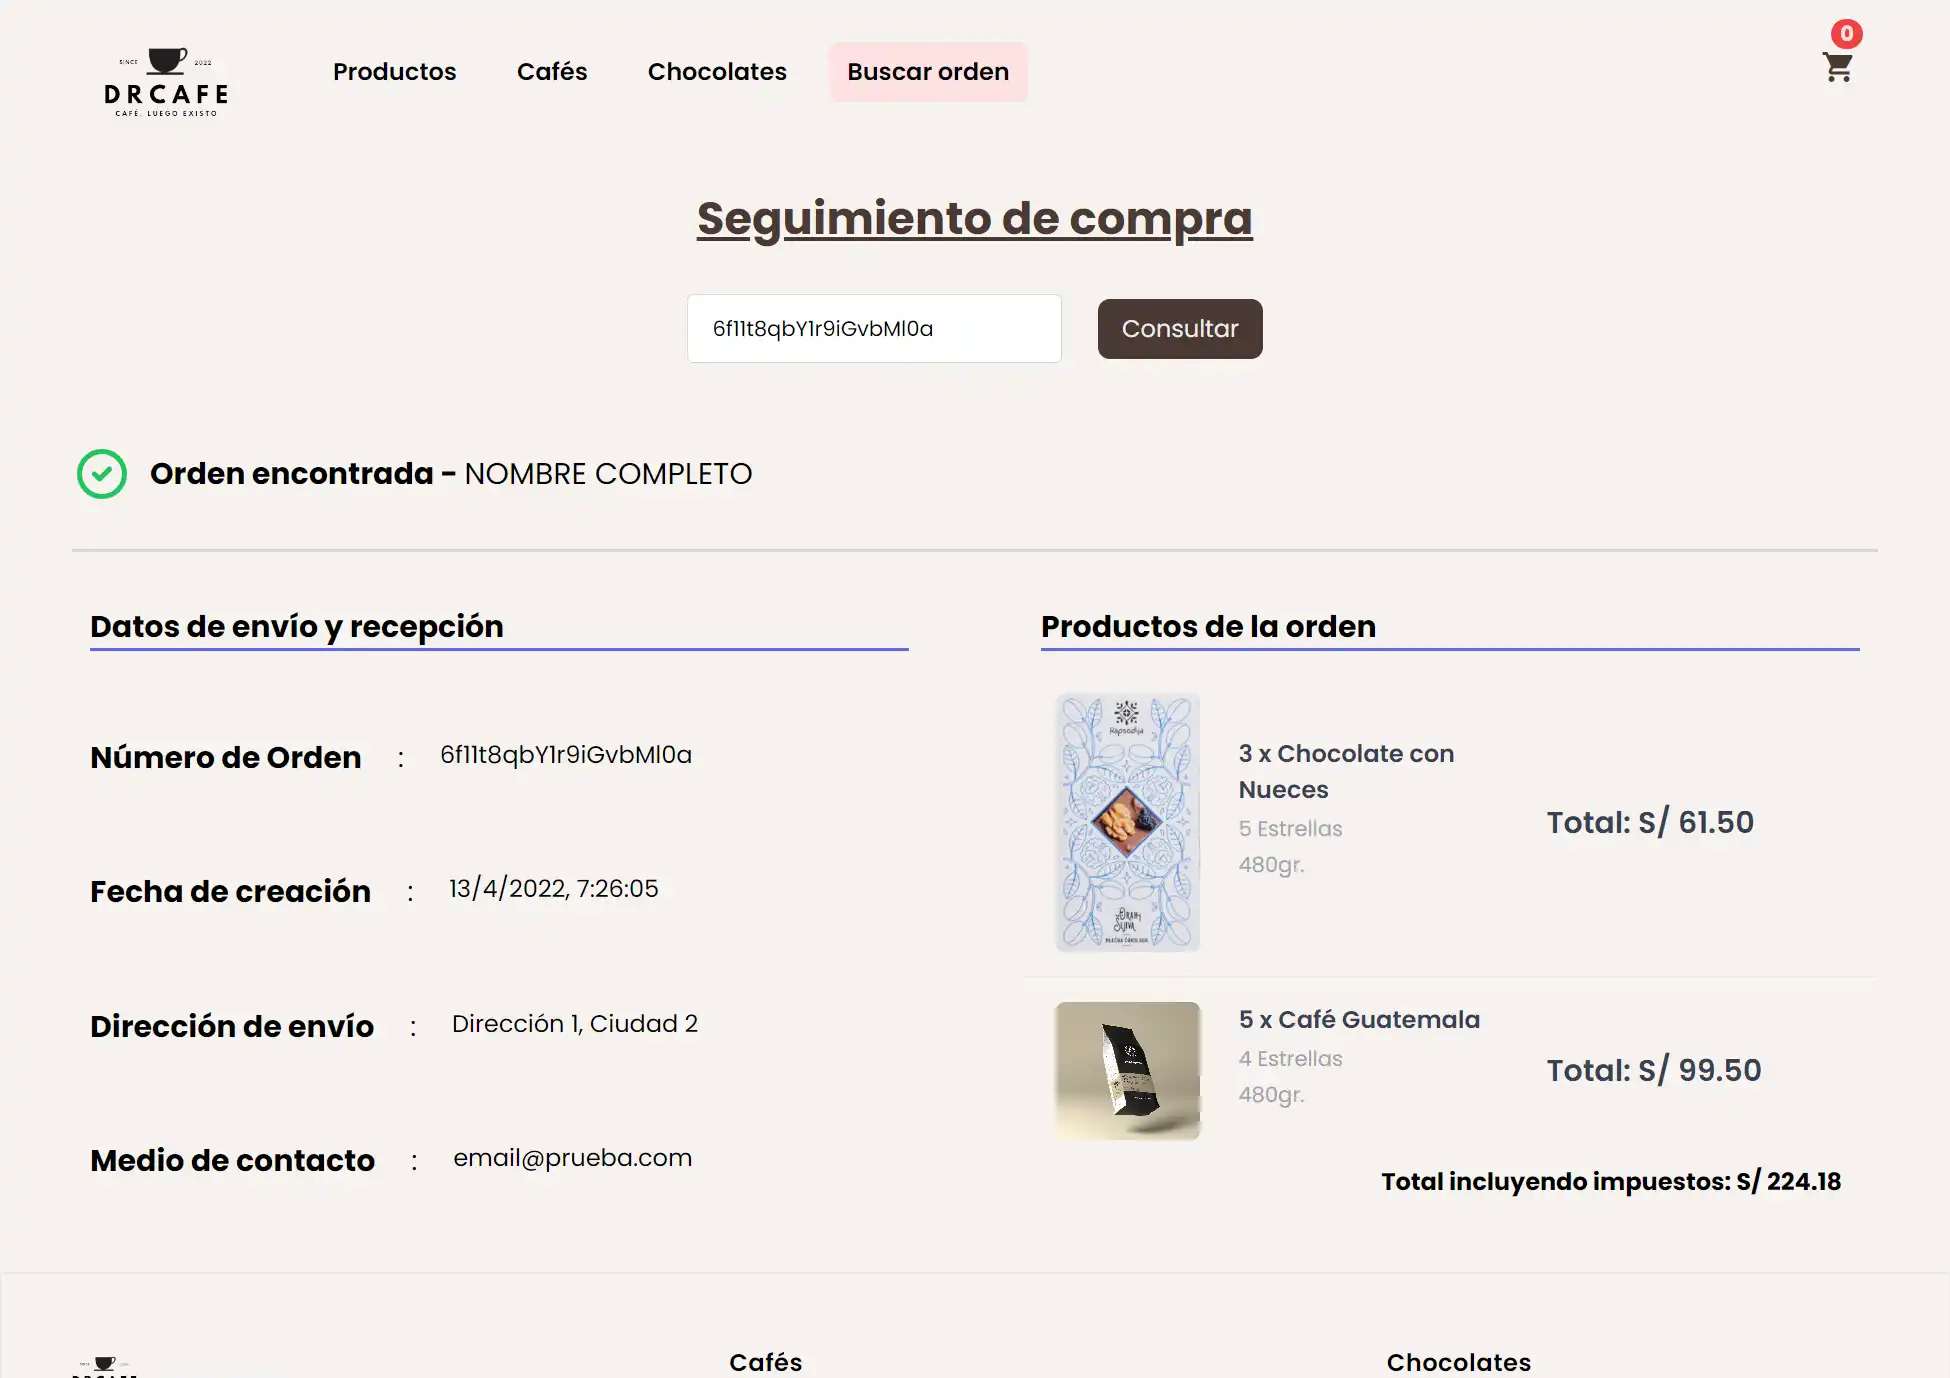 SINCE 2022
DRCAFE
CAFÉ, LUEGO EXISTO
Productos
Cafés
Chocolates
Buscar orden
0
Seguimiento de compra
6f11t8qbY1r9iGvbMl0a
Consultar
Orden encontrada - NOMBRE COMPLETO
Datos de envío y recepción
Número de Orden : 6f11t8qbY1r9iGvbMl0a
Fecha de creación : 13/4/2022, 7:26:05
Dirección de envío : Dirección 1, Ciudad 2
Medio de contacto : email@prueba.com
Productos de la orden
Rapsodija
3 x Chocolate con
Nueces
5 Estrellas
480gr.
Total: S/ 61.50
5 x Café Guatemala
4 Estrellas
480gr.
Total: S/ 99.50
Total incluyendo impuestos: S/ 224.18
Cafés
Chocolates